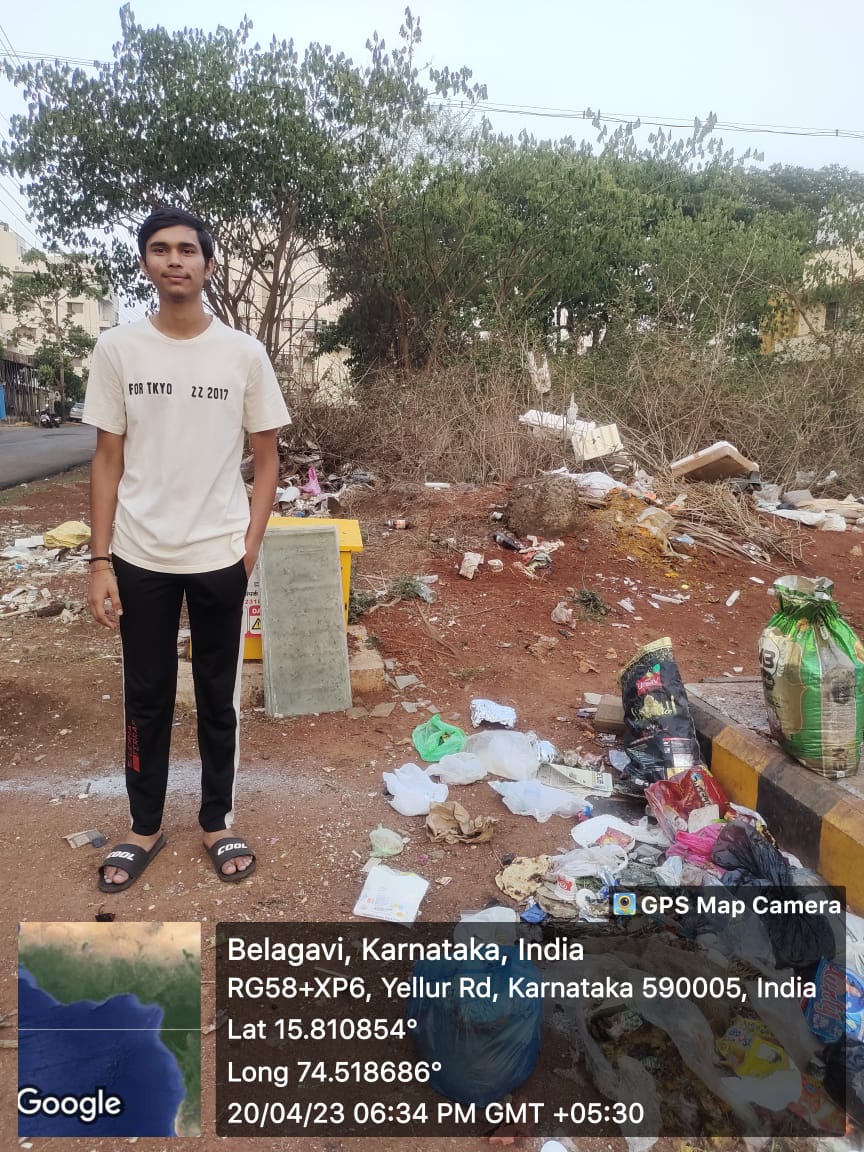 FOR TKYO ZZ 2017
COOL
COOL
GPS Map Camera
Belagavi, Karnataka, India
RG58+XP6, Yellur Rd, Karnataka 590005, India
Lat 15.810854°
Long 74.518686°
20/04/23 06:34 PM GMT +05:30
Google